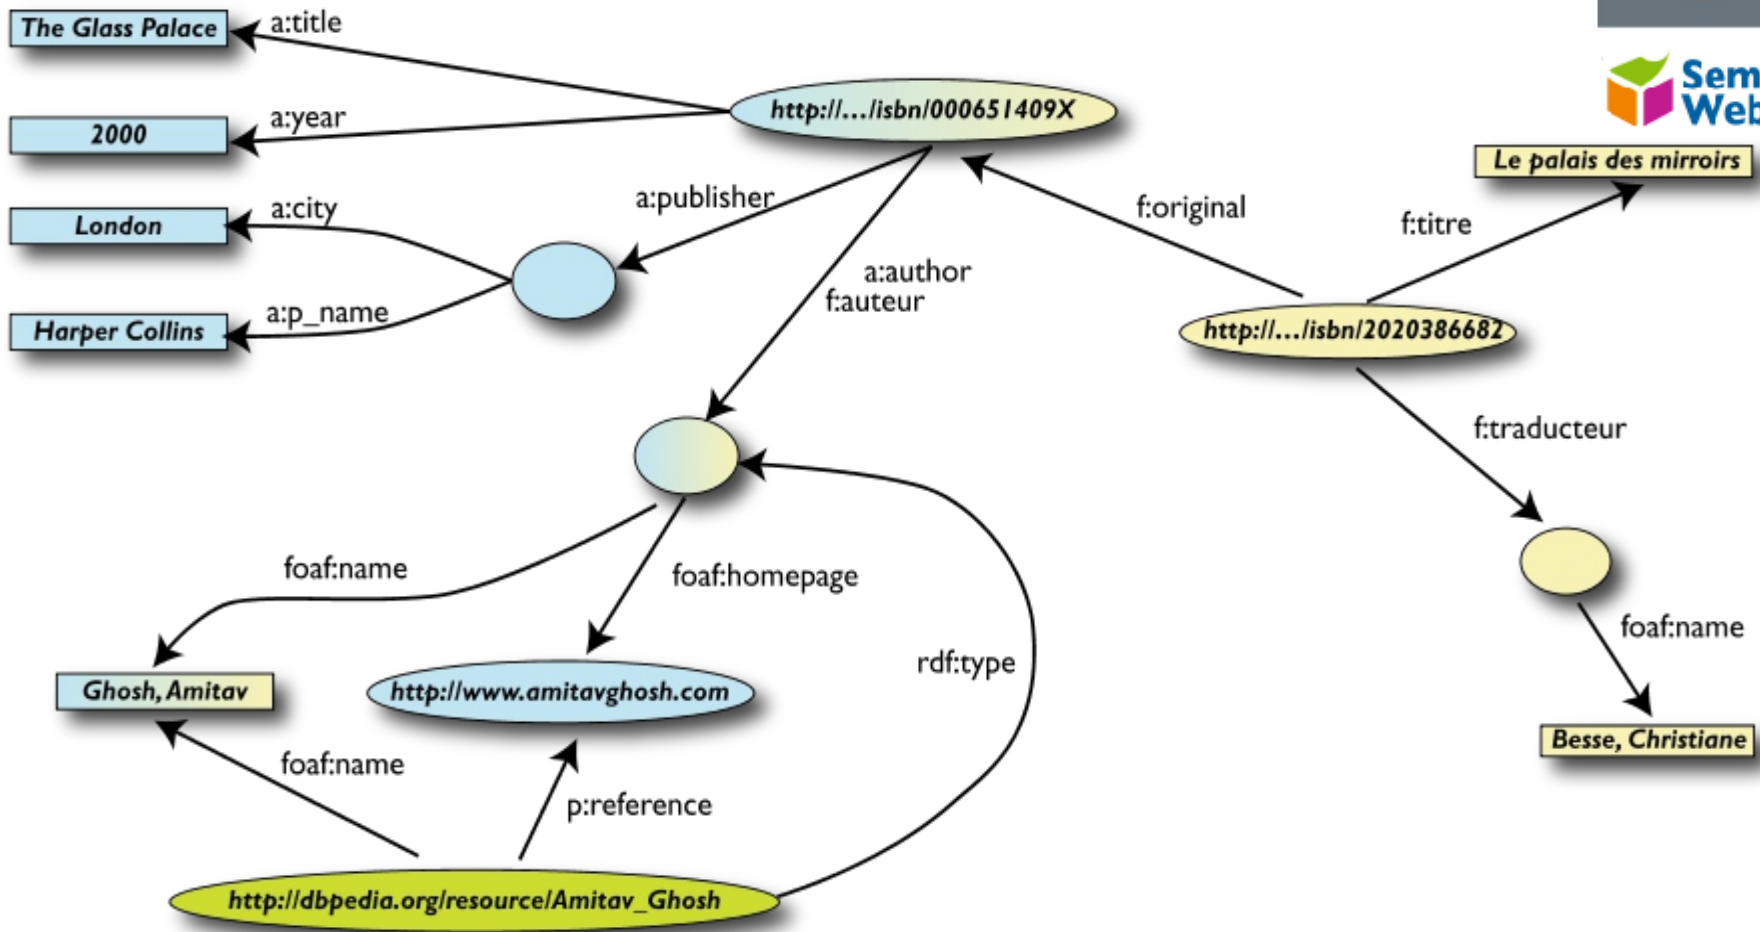 The Glass Palace
a:title
http://.../isbn/000651409X
Sem
Web
2000
a:year
Le palais des mirroirs
London
a:city
a:publisher
f:original
f:titre
a:author
f:auteur
Harper Collins
a:p_name
http://.../isbn/2020386682
f:traducteur
foaf:name
foaf:homepage
foaf:name
rdf:type
Ghosh, Amitav
http://www.amitavghosh.com
Besse, Christiane
foaf:name
p:reference
http://dbpedia.org/resource/Amitav_Ghosh